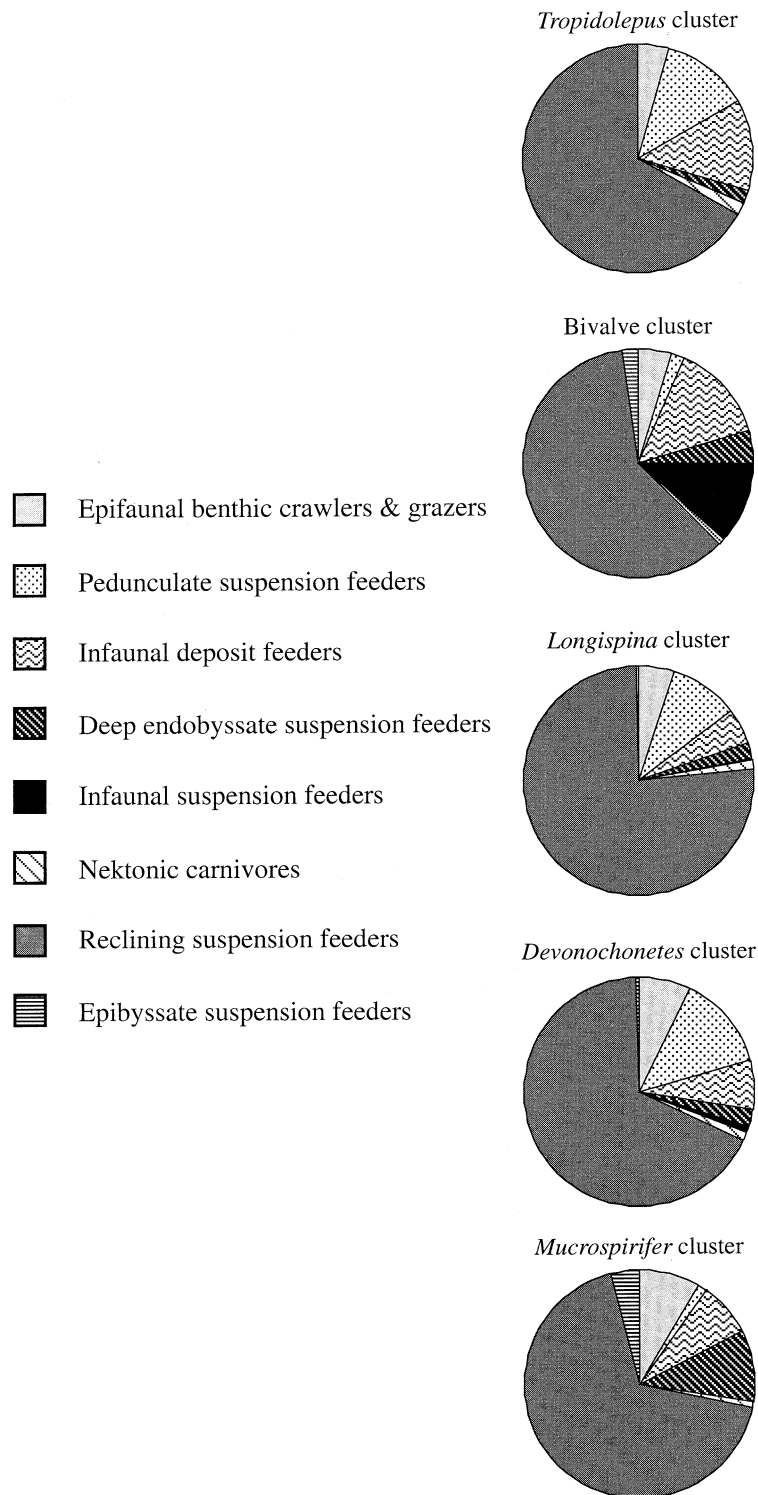 Tropidolepus cluster
Bivalve cluster
Epifaunal benthic crawlers & grazers
Pedunculate suspension feeders
Infaunal deposit feeders
Deep endobyssate suspension feeders
Infaunal suspension feeders
Nektonic carnivores
Reclining suspension feeders
Epibyssate suspension feeders
Longispina cluster
Devonochonetes cluster
Mucrospirifer cluster